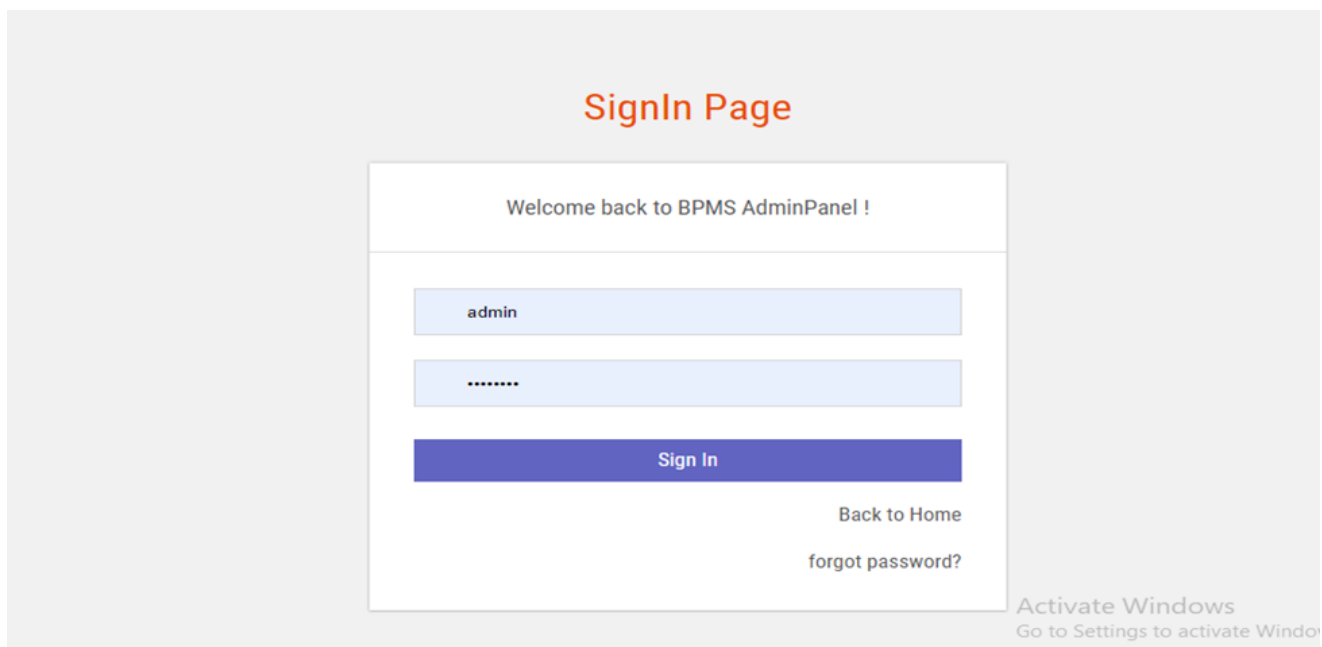 SignIn Page
Welcome back to BPMS AdminPanel !
admin
••••••••
Sign In
Back to Home
forgot password?
Activate Windows
Go to Settings to activate Window